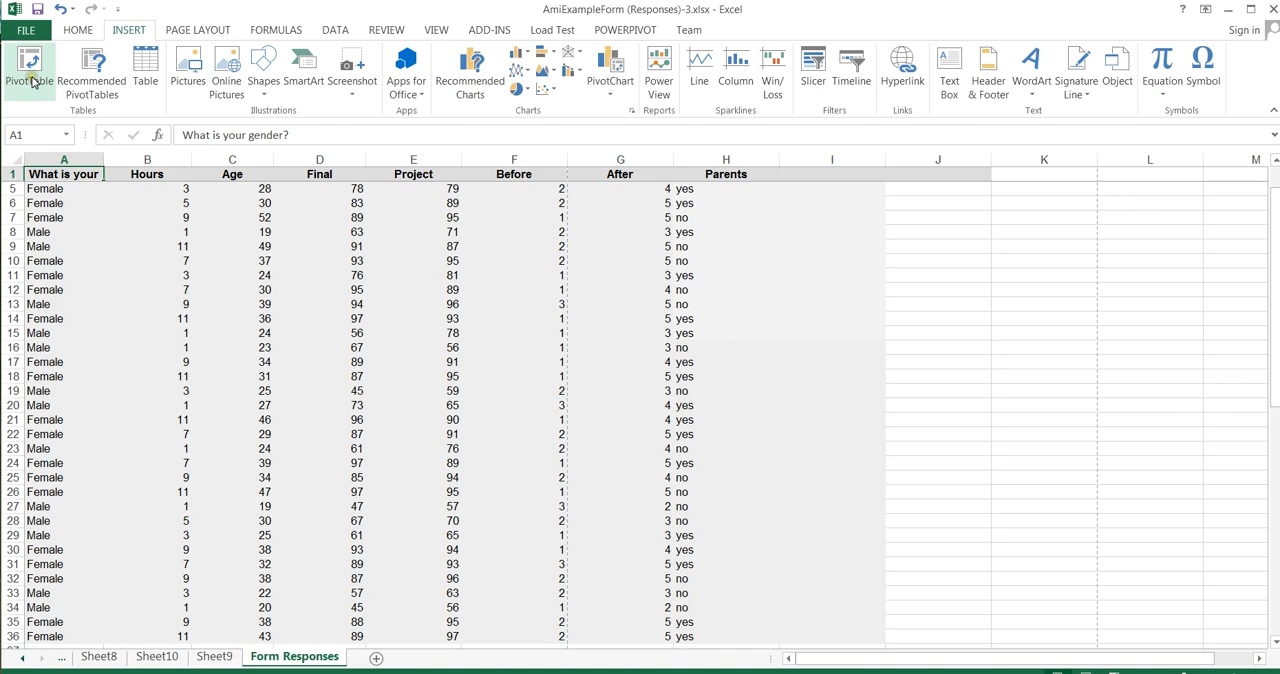 AmiExampleForm (Responses)-3.xlsx - Excel
FILE HOME INSERT PAGE LAYOUT FORMULAS DATA REVIEW VIEW ADD-INS Load Test POWERPIVOT Team Sign in
PivotTable Recommended PivotTables Table Pictures Online Pictures Shapes SmartArt Screenshot Apps for Office Recommended Charts PivotChart Power View Line Column Win/ Loss Slicer Timeline Hyperlink Text Box Header & Footer WordArt Signature Line Object Equation Symbol
Tables Illustrations Apps Charts Reports Sparklines Filters Links Text Symbols
A1 fx What is your gender?
A B C D E F G H I J K L M
1 What is your Hours Age Final Project Before After Parents
5 Female 3 28 78 79 2 4 yes
6 Female 5 30 83 89 2 5 yes
7 Female 9 52 89 95 1 5 no
8 Male 1 19 63 71 2 3 yes
9 Male 11 49 91 87 2 5 no
10 Female 7 37 93 95 2 5 no
11 Female 3 24 76 81 1 3 yes
12 Female 7 30 95 89 1 4 no
13 Male 9 39 94 96 3 5 no
14 Female 11 36 97 93 1 5 yes
15 Male 1 24 56 78 1 3 yes
16 Male 1 23 67 56 1 3 no
17 Female 9 34 89 91 1 4 yes
18 Female 11 31 87 95 1 5 yes
19 Male 3 25 45 59 2 3 no
20 Male 1 27 73 65 3 4 yes
21 Female 11 46 96 90 1 4 yes
22 Female 7 29 87 91 2 5 yes
23 Male 1 24 61 76 2 4 no
24 Female 7 39 97 89 1 5 yes
25 Female 9 34 85 94 2 4 no
26 Female 11 47 97 95 1 5 no
27 Male 1 19 47 57 3 2 no
28 Male 5 30 67 70 2 3 no
29 Male 3 25 61 65 1 3 yes
30 Female 9 38 93 94 1 4 yes
31 Female 7 32 89 93 3 5 yes
32 Female 9 38 87 96 2 5 no
33 Male 3 22 57 63 2 3 no
34 Male 1 20 45 56 1 2 no
35 Female 9 38 88 95 2 5 yes
36 Female 11 43 89 97 2 5 yes
... Sheet8 Sheet10 Sheet9 Form Responses